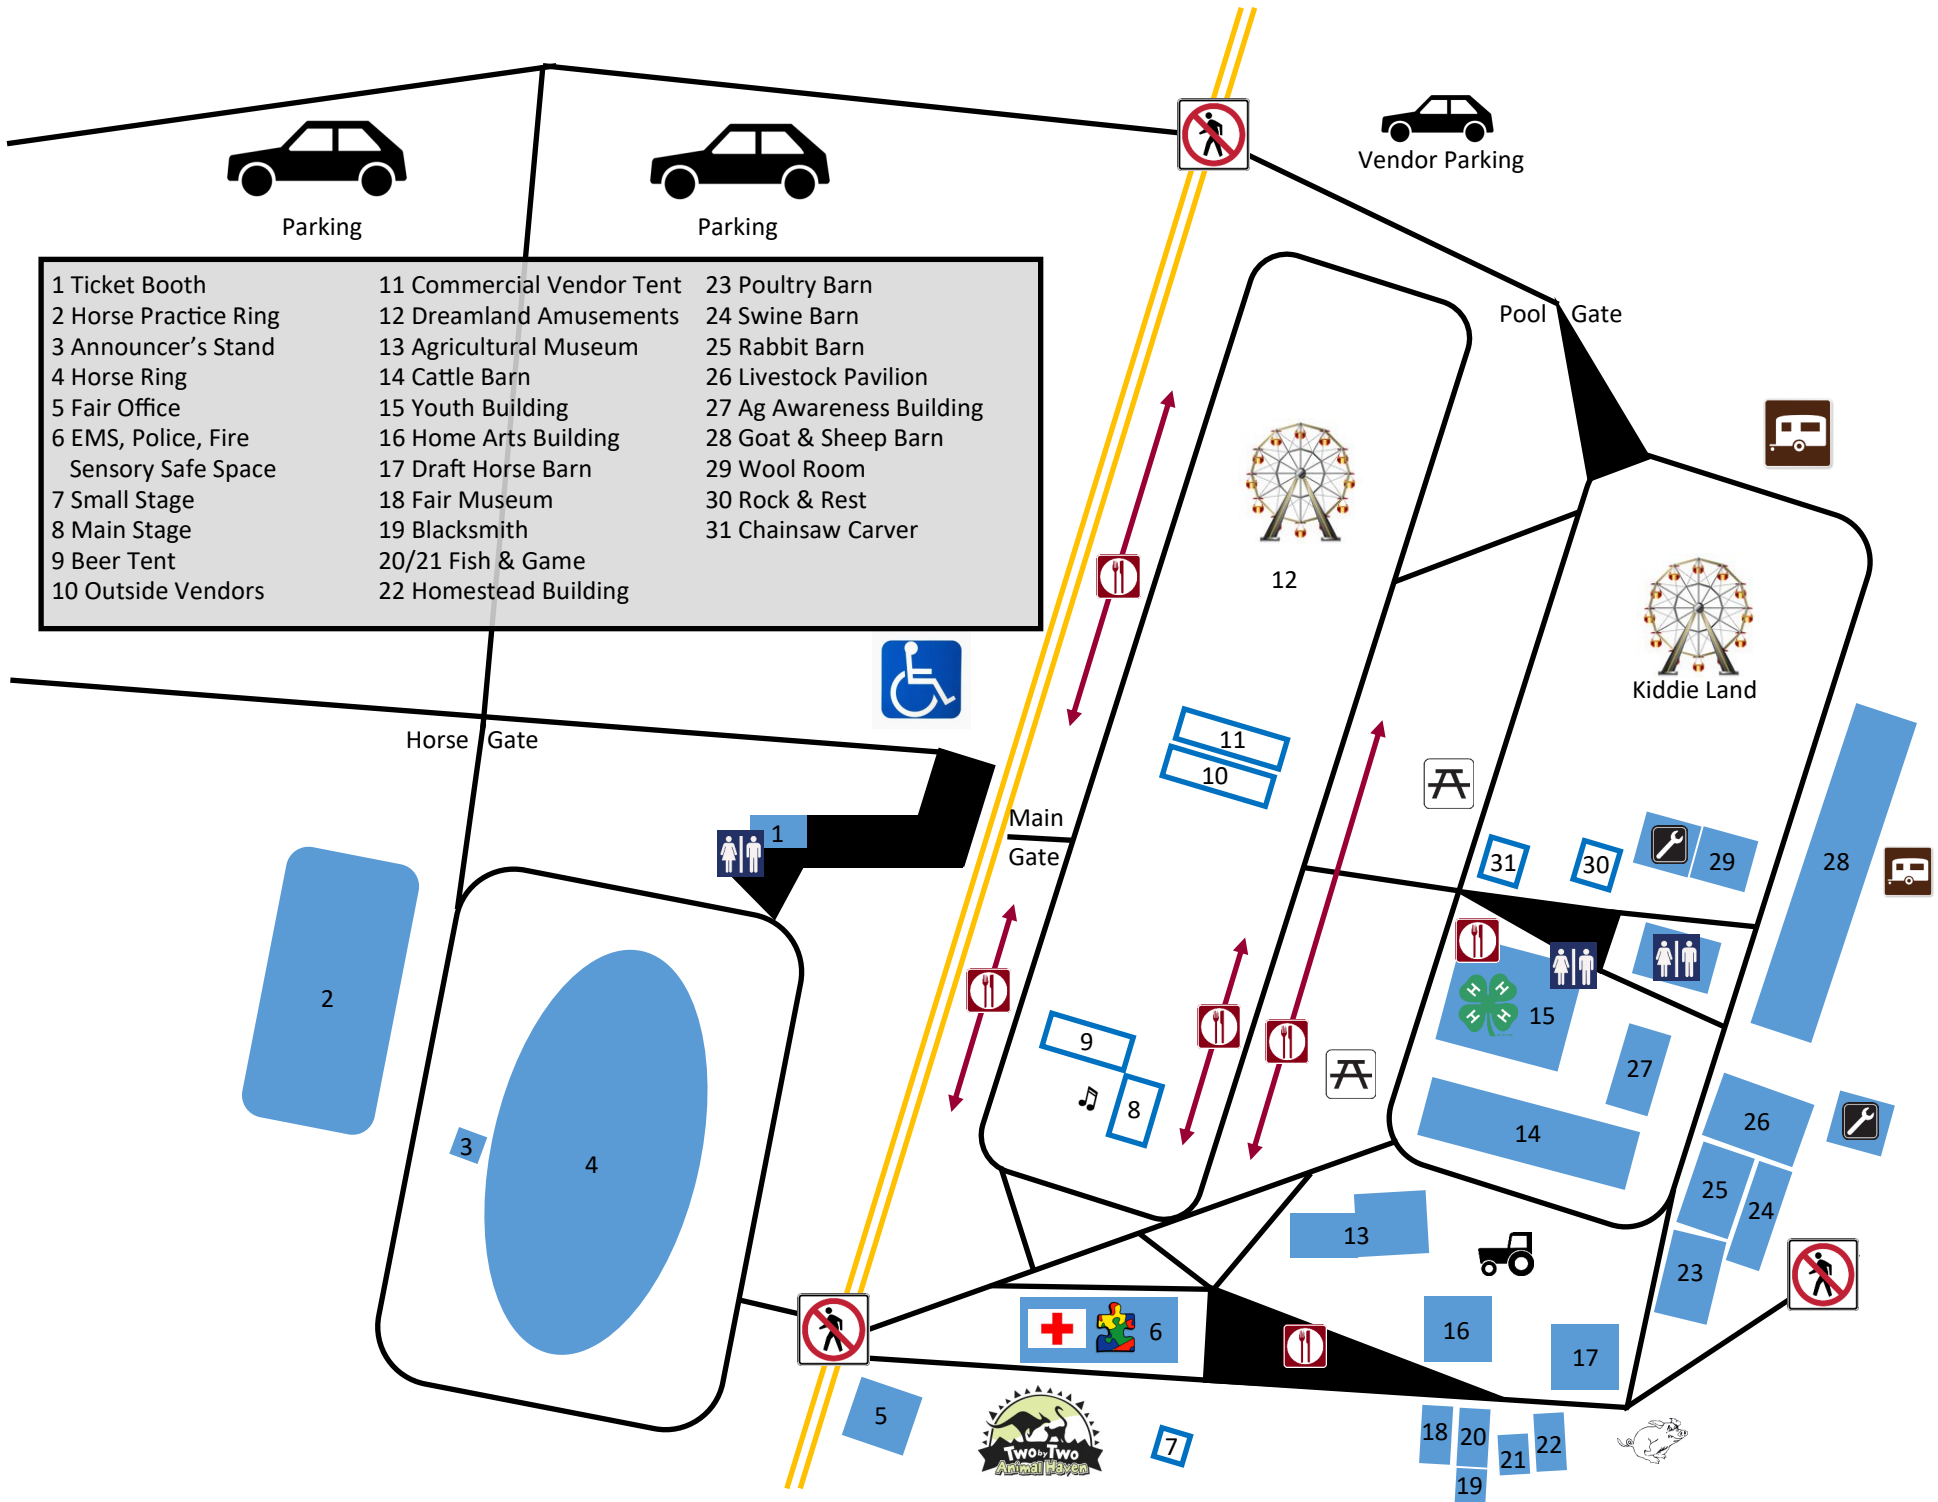 Vendor Parking
Parking
Parking
1 Ticket Booth
2 Horse Practice Ring
3 Announcer's Stand
4 Horse Ring
5 Fair Office
6 EMS, Police, Fire
Sensory Safe Space
7 Small Stage
8 Main Stage
9 Beer Tent
10 Outside Vendors
11 Commercial Vendor Tent
12 Dreamland Amusements
13 Agricultural Museum
14 Cattle Barn
15 Youth Building
16 Home Arts Building
17 Draft Horse Barn
18 Fair Museum
19 Blacksmith
20/21 Fish & Game
22 Homestead Building
23 Poultry Barn
24 Swine Barn
25 Rabbit Barn
26 Livestock Pavilion
27 Ag Awareness Building
28 Goat & Sheep Barn
29 Wool Room
30 Rock & Rest
31 Chainsaw Carver
Pool Gate
12
Kiddie Land
Horse Gate
11
10
Main
Gate
1
31
30
29
28
2
9
8
H H
H H
15
27
14
26
25
24
23
3
4
13
6
16
17
5
Two by Two
Animal Haven
7
18
20
21
22
19